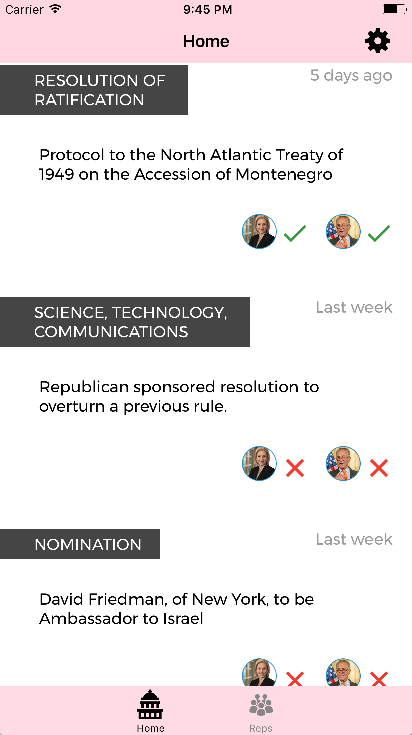 Carrier 9:45 PM
Home
5 days ago
RESOLUTION OF
RATIFICATION
Protocol to the North Atlantic Treaty of
1949 on the Accession of Montenegro
Last week
SCIENCE, TECHNOLOGY,
COMMUNICATIONS
Republican sponsored resolution to
overturn a previous rule.
Last week
NOMINATION
David Friedman, of New York, to be
Ambassador to Israel
Home Reps